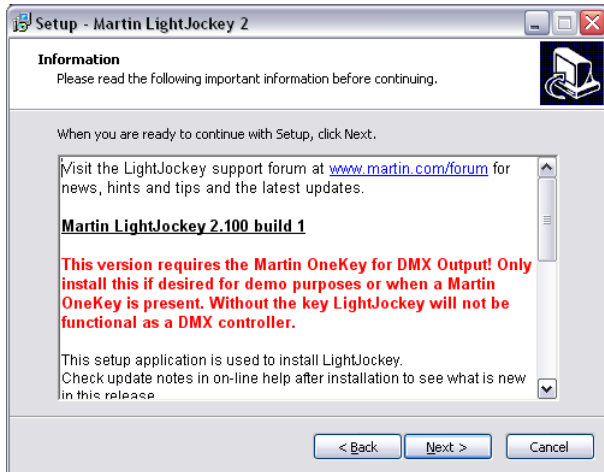 Setup - Martin LightJockey 2
Information
Please read the following important information before continuing.
When you are ready to continue with Setup, click Next.
Visit the LightJockey support forum at www.martin.com/forum for
news, hints and tips and the latest updates.
Martin LightJockey 2.100 build 1
This version requires the Martin OneKey for DMX Output! Only
install this if desired for demo purposes or when a Martin
OneKey is present. Without the key LightJockey will not be
functional as a DMX controller.
This setup application is used to install LightJockey.
Check update notes in on-line help after installation to see what is new
in this release
< Back
Next >
Cancel